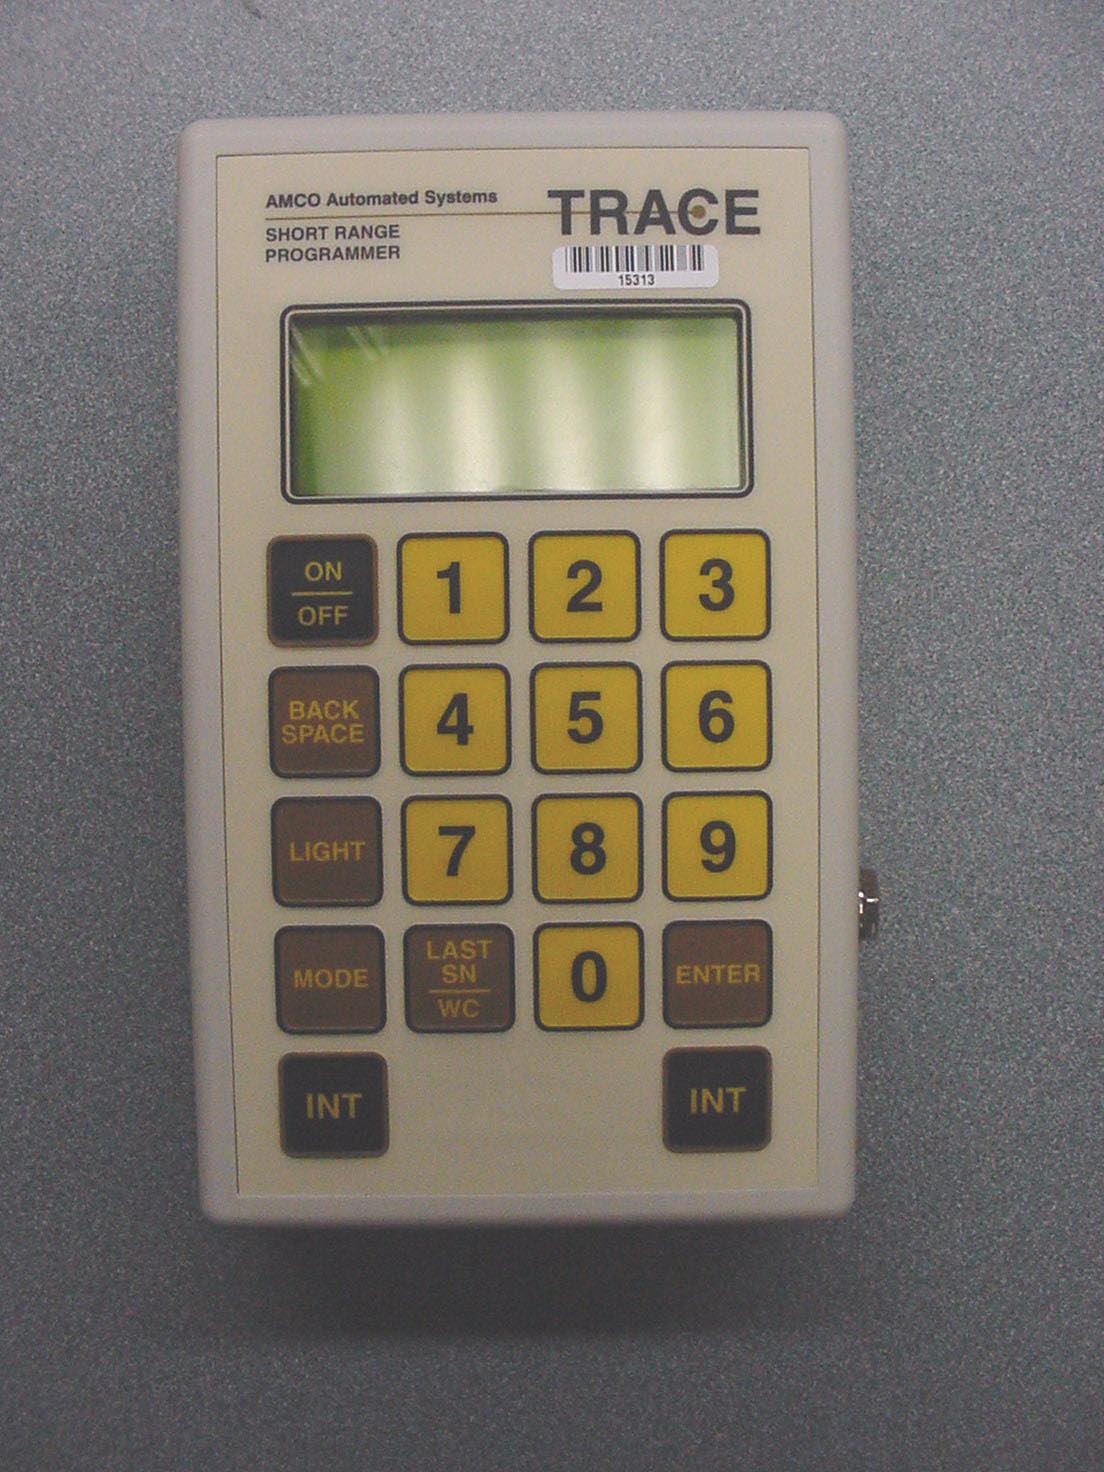 AMCO Automated Systems
TRACE
SHORT RANGE
PROGRAMMER
15313
ON
OFF
1
2
3
BACK
SPACE
4
5
6
LIGHT
7
8
9
MODE
LAST
SN
WC
0
ENTER
INT
INT